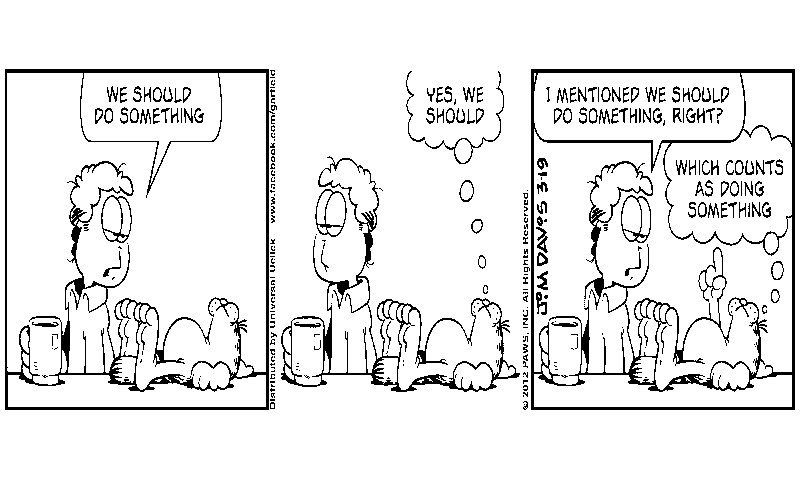 WE SHOULD
DO SOMETHING
Distributed by Universal Uclick
www.facebook.com/garfield
YES, WE
SHOULD
© 2012 PAWS, INC. All Rights Reserved.
JIM DAVIS 3-19
I MENTIONED WE SHOULD
DO SOMETHING, RIGHT?
WHICH COUNTS
AS DOING
SOMETHING